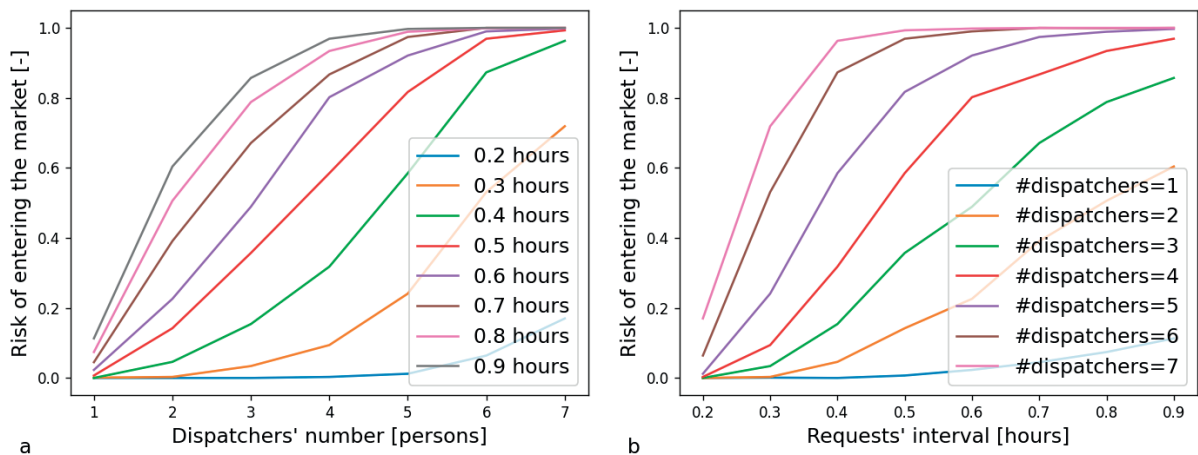 Risk of entering the market [-]
1.0
0.8
0.6
0.4
0.2
0.0
0.2 hours
0.3 hours
0.4 hours
0.5 hours
0.6 hours
0.7 hours
0.8 hours
0.9 hours
1 2 3 4 5 6 7
Dispatchers' number [persons]
a
Risk of entering the market [-]
1.0
0.8
0.6
0.4
0.2
0.0
#dispatchers=1
#dispatchers=2
#dispatchers=3
#dispatchers=4
#dispatchers=5
#dispatchers=6
#dispatchers=7
0.2 0.3 0.4 0.5 0.6 0.7 0.8 0.9
Requests' interval [hours]
b